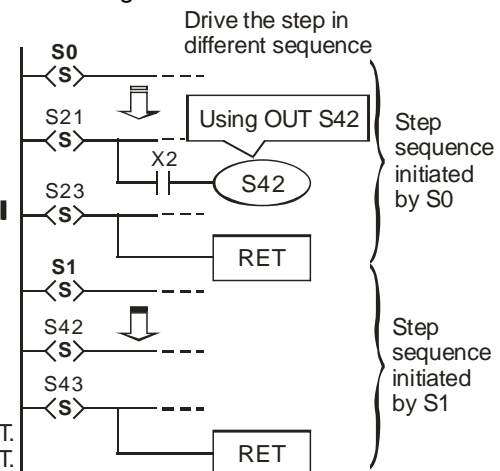 Drive the step in
different sequence
S0
S
S21
S
Using OUT S42
X2
S42
S23
S
RET
Step
sequence
initiated
by S0
S1
S
S42
S
S43
S
RET
Step
sequence
initiated
by S1
T.
T.